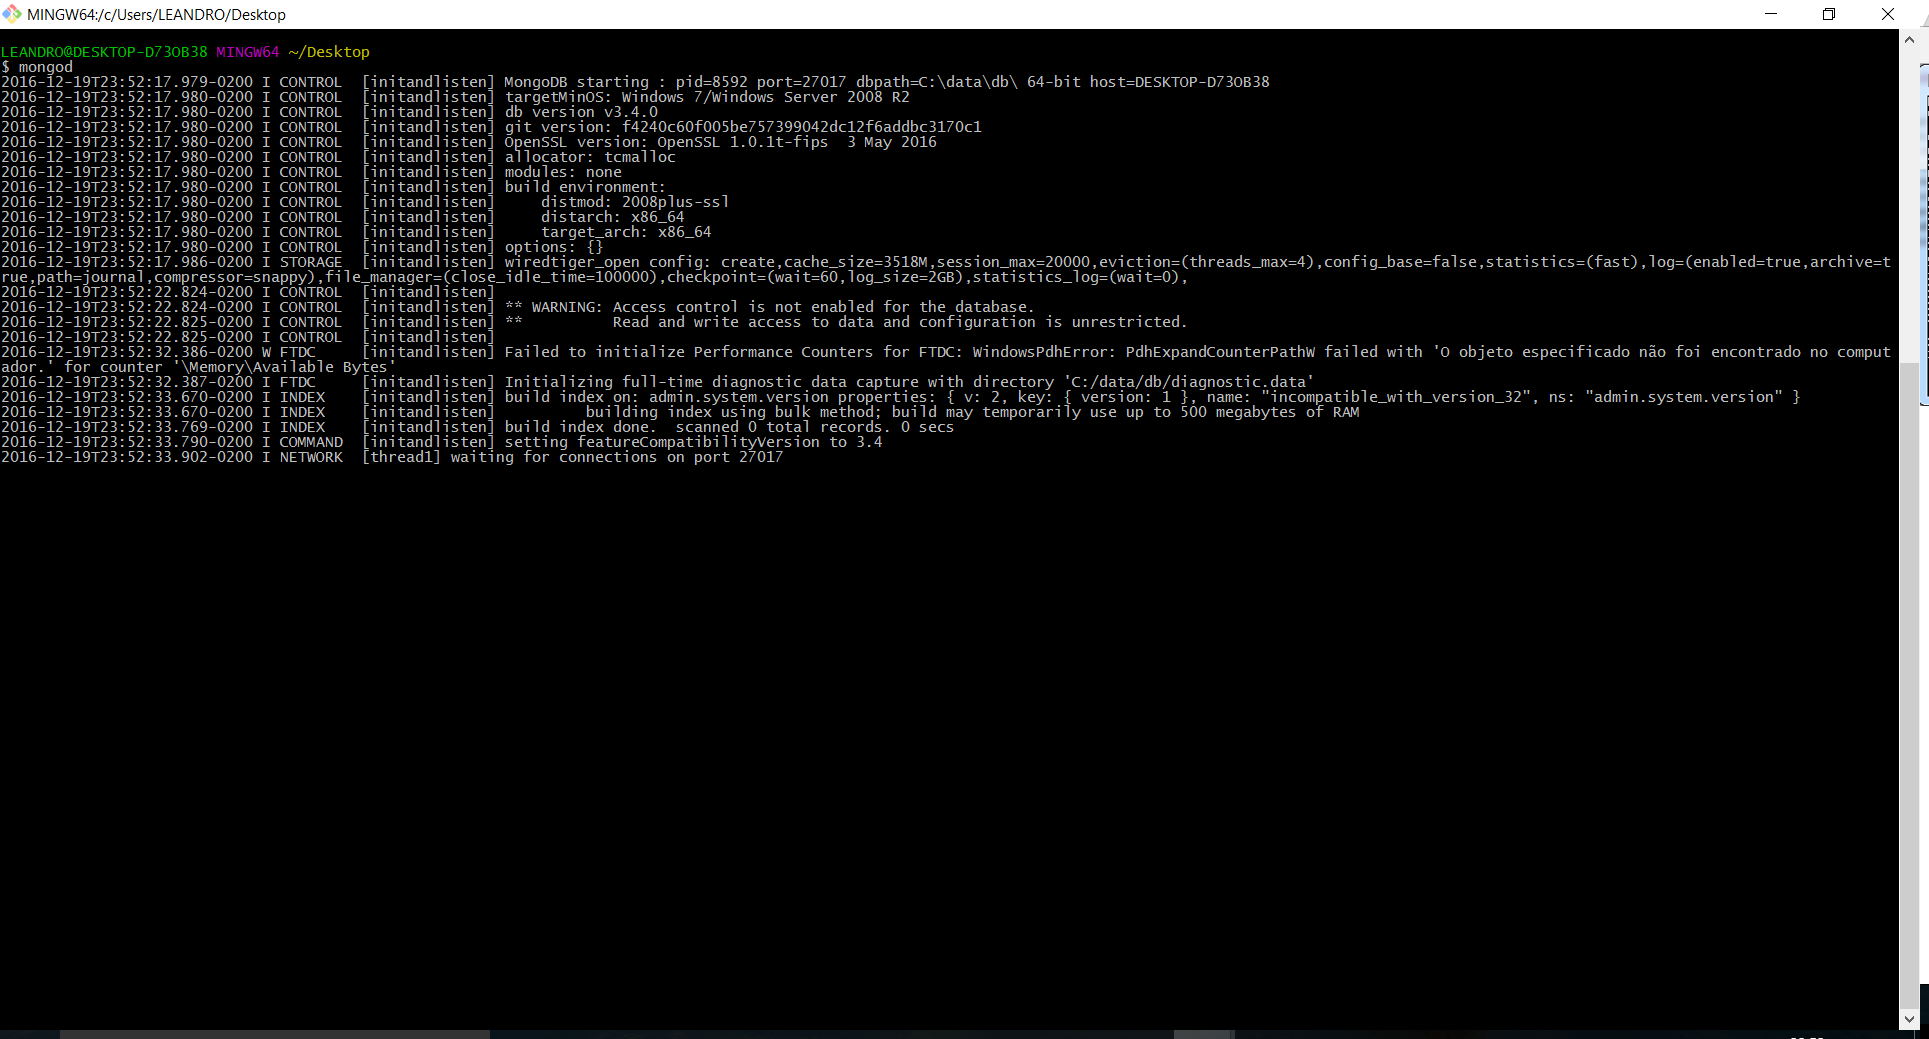 MINGW64:/c/Users/LEANDRO/Desktop
LEANDRO@DESKTOP-D73OB38 MINGW64 ~/Desktop
$ mongod
2016-12-19T23:52:17.979-0200 I CONTROL  [initandlisten] MongoDB starting : pid=8592 port=27017 dbpath=C:\data\db\ 64-bit host=DESKTOP-D73OB38
2016-12-19T23:52:17.980-0200 I CONTROL  [initandlisten] targetMinOS: Windows 7/Windows Server 2008 R2
2016-12-19T23:52:17.980-0200 I CONTROL  [initandlisten] db version v3.4.0
2016-12-19T23:52:17.980-0200 I CONTROL  [initandlisten] git version: f4240c60f005be757399042dc12f6addbc3170c1
2016-12-19T23:52:17.980-0200 I CONTROL  [initandlisten] OpenSSL version: OpenSSL 1.0.1t-fips  3 May 2016
2016-12-19T23:52:17.980-0200 I CONTROL  [initandlisten] allocator: tcmalloc
2016-12-19T23:52:17.980-0200 I CONTROL  [initandlisten] modules: none
2016-12-19T23:52:17.980-0200 I CONTROL  [initandlisten] build environment:
2016-12-19T23:52:17.980-0200 I CONTROL  [initandlisten]     distmod: 2008plus-ssl
2016-12-19T23:52:17.980-0200 I CONTROL  [initandlisten]     distarch: x86_64
2016-12-19T23:52:17.980-0200 I CONTROL  [initandlisten]     target_arch: x86_64
2016-12-19T23:52:17.980-0200 I CONTROL  [initandlisten] options: {}
2016-12-19T23:52:17.986-0200 I STORAGE  [initandlisten] wiredtiger_open config: create,cache_size=3518M,session_max=20000,eviction=(threads_max=4),config_base=false,statistics=(fast),log=(enabled=true,archive=t
rue,path=journal,compressor=snappy),file_manager=(close_idle_time=100000),checkpoint=(wait=60,log_size=2GB),statistics_log=(wait=0),
2016-12-19T23:52:22.824-0200 I CONTROL  [initandlisten]
2016-12-19T23:52:22.824-0200 I CONTROL  [initandlisten] ** WARNING: Access control is not enabled for the database.
2016-12-19T23:52:22.825-0200 I CONTROL  [initandlisten] **          Read and write access to data and configuration is unrestricted.
2016-12-19T23:52:22.825-0200 I CONTROL  [initandlisten]
2016-12-19T23:52:32.386-0200 W FTDC     [initandlisten] Failed to initialize Performance Counters for FTDC: WindowsPdhError: PdhExpandCounterPathW failed with 'O objeto especificado não foi encontrado no comput
ador.' for counter '\Memory\Available Bytes'
2016-12-19T23:52:32.387-0200 I FTDC     [initandlisten] Initializing full-time diagnostic data capture with directory 'C:/data/db/diagnostic.data'
2016-12-19T23:52:33.670-0200 I INDEX    [initandlisten] build index on: admin.system.version properties: { v: 2, key: { version: 1 }, name: "incompatible_with_version_32", ns: "admin.system.version" }
2016-12-19T23:52:33.670-0200 I INDEX    [initandlisten]          building index using bulk method; build may temporarily use up to 500 megabytes of RAM
2016-12-19T23:52:33.769-0200 I INDEX    [initandlisten] build index done.  scanned 0 total records. 0 secs
2016-12-19T23:52:33.790-0200 I COMMAND  [initandlisten] setting featureCompatibilityVersion to 3.4
2016-12-19T23:52:33.902-0200 I NETWORK  [thread1] waiting for connections on port 27017